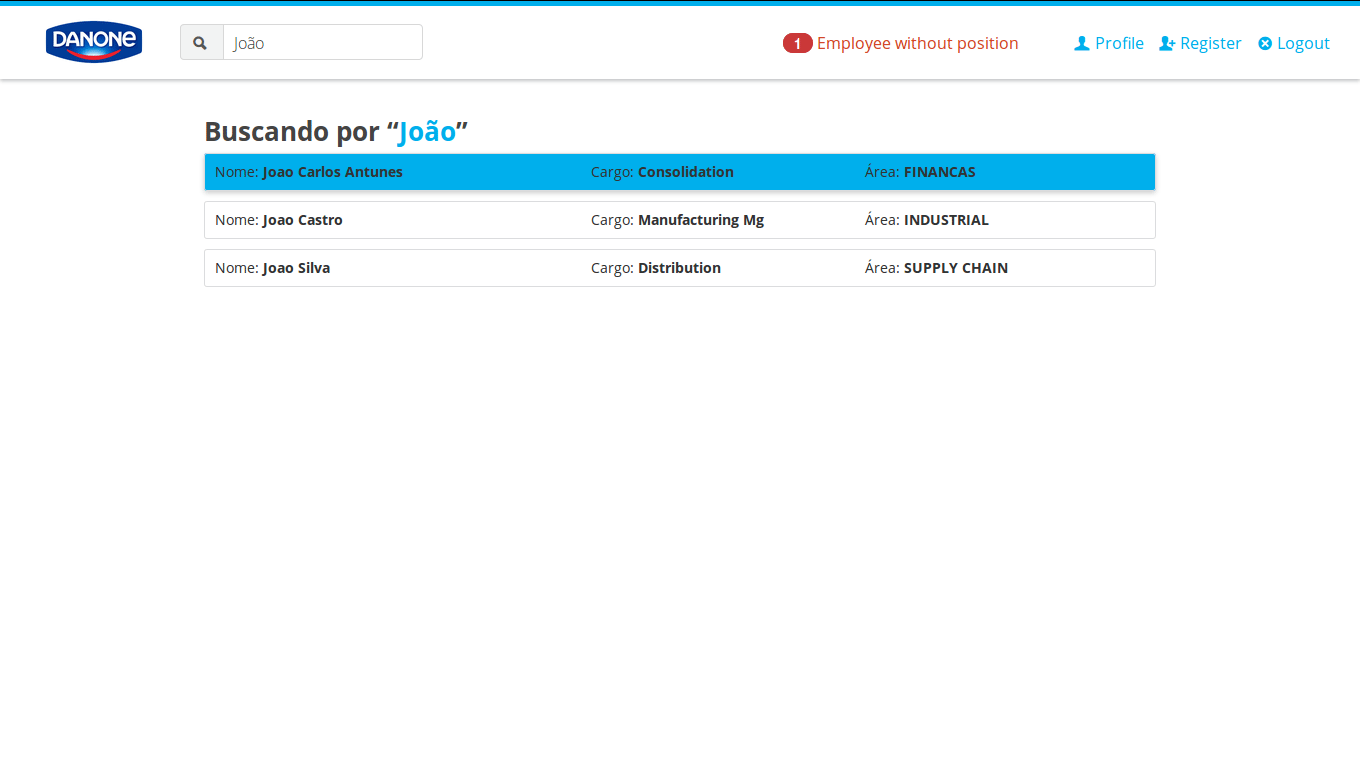 DANONE
João
1 Employee without position
Profile
Register
Logout
Buscando por “João”
Nome: Joao Carlos Antunes Cargo: Consolidation Área: FINANCAS
Nome: Joao Castro Cargo: Manufacturing Mg Área: INDUSTRIAL
Nome: Joao Silva Cargo: Distribution Área: SUPPLY CHAIN